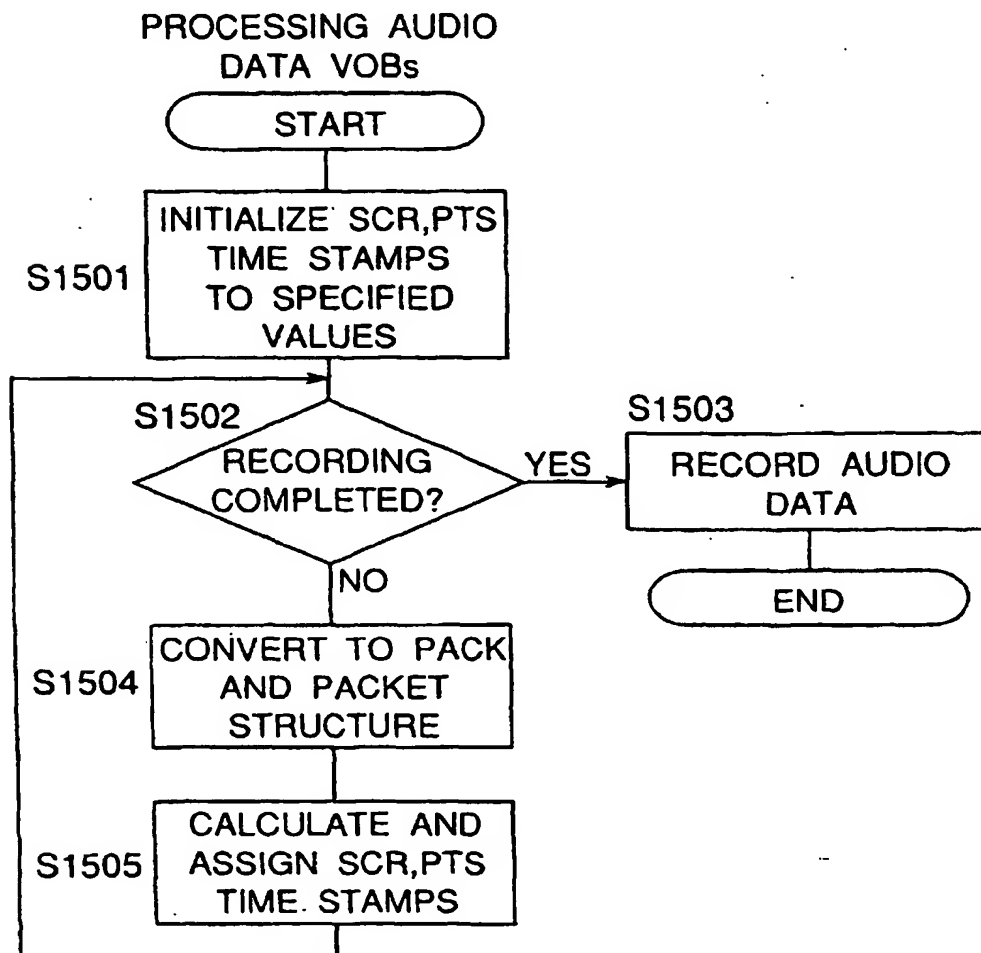 PROCESSING AUDIO
DATA VOBs
START
S1501
INITIALIZE SCR,PTS
TIME STAMPS
TO SPECIFIED
VALUES
S1502
RECORDING
COMPLETED?
YES
S1503
RECORD AUDIO
DATA
END
NO
S1504
CONVERT TO PACK
AND PACKET
STRUCTURE
S1505
CALCULATE AND
ASSIGN SCR,PTS
TIME STAMPS